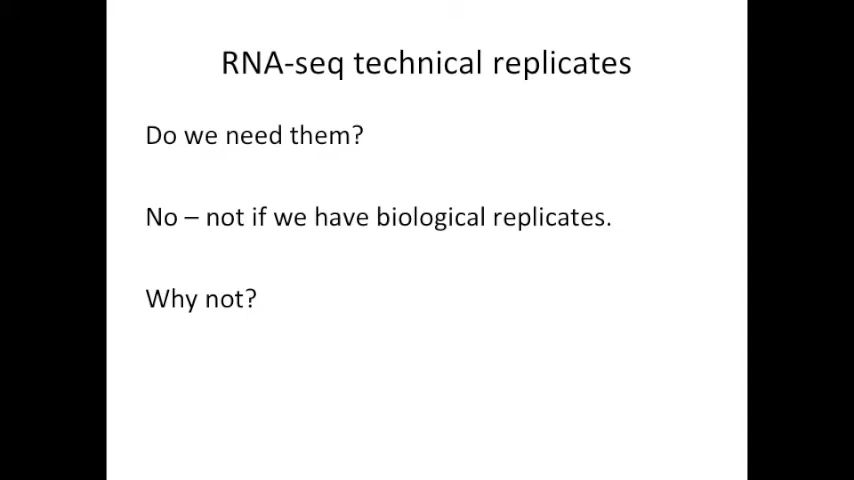 RNA-seq technical replicates
Do we need them?
No – not if we have biological replicates.
Why not?